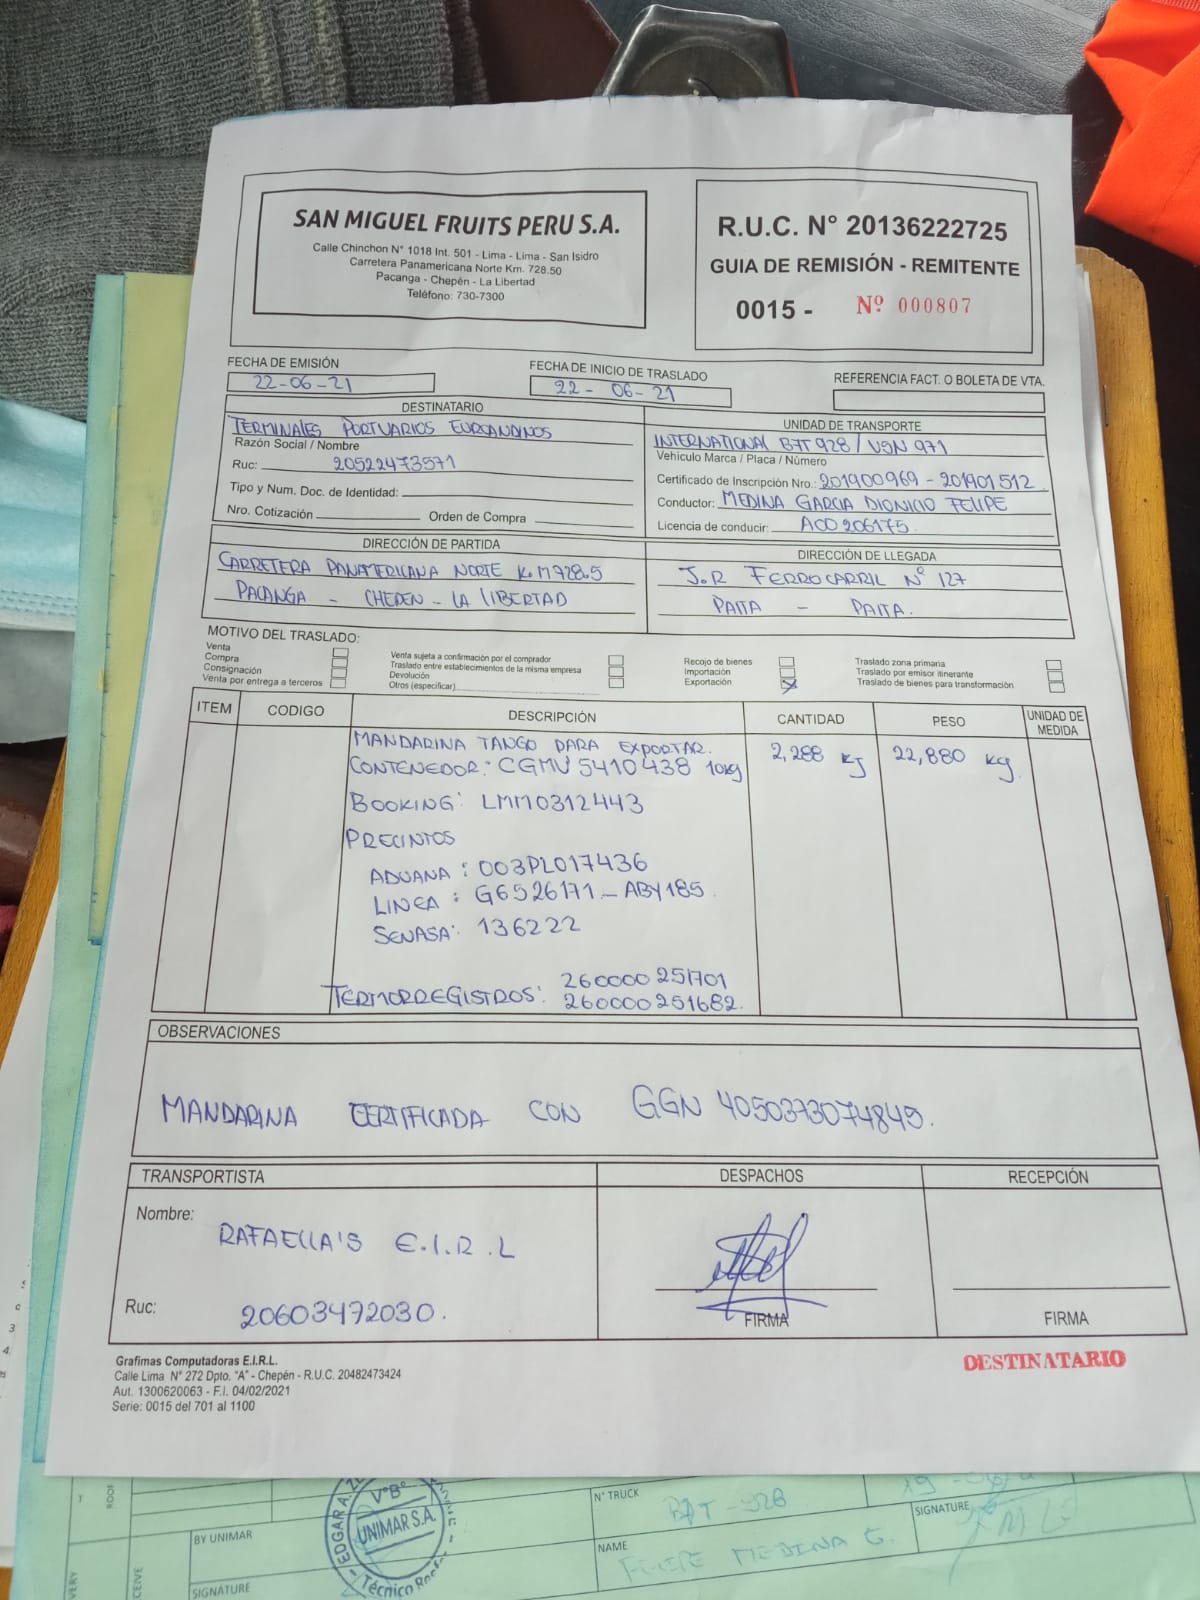 SAN MIGUEL FRUITS PERU S.A.
Calle Chinchon N° 1018 Int. 501 - Lima - Lima - San Isidro
Carretera Panamericana Norte Km. 728.50
Pacanga - Chepén - La Libertad
Teléfono: 730-7300
R.U.C. N° 20136222725
GUIA DE REMISIÓN - REMITENTE
0015 - Nº 000807
FECHA DE EMISIÓN
22-06-21
FECHA DE INICIO DE TRASLADO
22- 06-21
REFERENCIA FACT. O BOLETA DE VTA.
DESTINATARIO
TERMINALES PORTUARIOS EUROANDINOS
Razón Social / Nombre
Ruc: 20522473571
Tipo y Num. Doc. de Identidad:
Nro. Cotización Orden de Compra
UNIDAD DE TRANSPORTE
INTERNATIONAL B7T 928 / V5N 971
Vehículo Marca / Placa / Número
Certificado de Inscripción Nro.: 201900969 - 201901512
Conductor: MEDINA GARCIA DIONICIO FELIPE
Licencia de conducir: A00206175.
DIRECCIÓN DE PARTIDA
CARRETERA PANAMERICANA NORTE K.M 728.5
PACANGA - CHEPEN - LA LIBERTAD
DIRECCIÓN DE LLEGADA
J.R FERROCARRIL N° 127
PAITA - PAITA.
MOTIVO DEL TRASLADO:
Venta
Compra
Consignación
Venta por entrega a terceros
Venta sujeta a confirmación por el comprador
Traslado entre establecimientos de la misma empresa
Devolución
Otros (especificar)
Recojo de bienes
Importación
Exportación
Traslado zona primaria
Traslado por emisor itinerante
Traslado de bienes para transformación
ITEM CODIGO DESCRIPCIÓN CANTIDAD PESO UNIDAD DE MEDIDA
MANDARINA TANGO PARA EXPORTAR. 2,288 kg 22,880 kg.
CONTENEDOR: CGMU 5410438 10kg
BOOKING: LMM0312443
PRECINTOS
ADUANA : 003PL017436
LINEA : G6526171 - ABY185.
SENASA: 136222
TERMORREGISTROS: 260000251701
260000251682.
OBSERVACIONES
MANDARINA CERTIFICADA CON GGN 4050373074845.
TRANSPORTISTA
Nombre: RAFAELLA'S E.I.R.L
Ruc: 20603472030.
DESPACHOS
FIRMA
RECEPCIÓN
FIRMA
Grafimas Computadoras E.I.R.L.
Calle Lima N° 272 Dpto. "A" - Chepén - R.U.C. 20482473424
Aut. 1300620063 - F.I. 04/02/2021
Serie: 0015 del 701 al 1100
DESTINATARIO
ROOF
BY UNIMAR
SIGNATURE
EDGAR A.
V°B°
UNIMAR S.A.
Técnico
N° TRUCK B7T-928
NAME FELIPE MEDINA G.
SIGNATURE